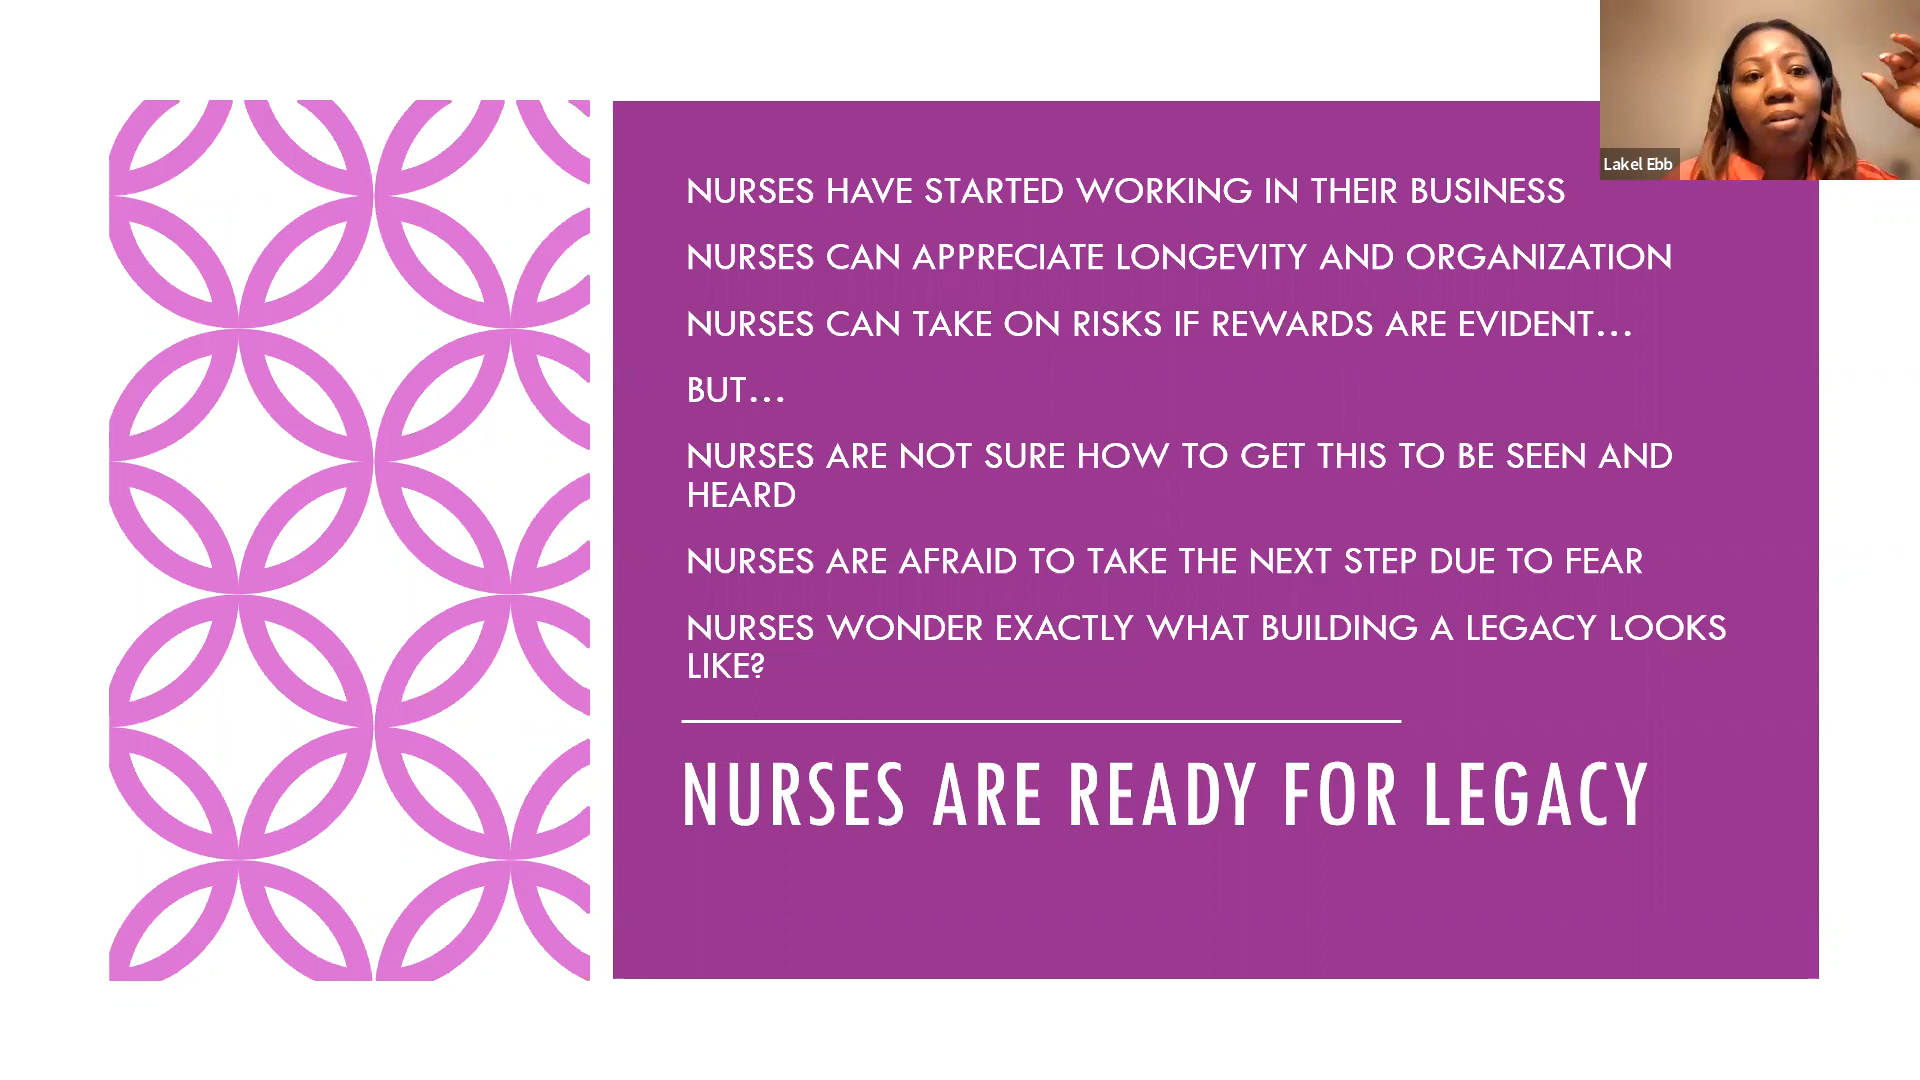 Lakel Ebb
NURSES HAVE STARTED WORKING IN THEIR BUSINESS
NURSES CAN APPRECIATE LONGEVITY AND ORGANIZATION
NURSES CAN TAKE ON RISKS IF REWARDS ARE EVIDENT...
BUT...
NURSES ARE NOT SURE HOW TO GET THIS TO BE SEEN AND
HEARD
NURSES ARE AFRAID TO TAKE THE NEXT STEP DUE TO FEAR
NURSES WONDER EXACTLY WHAT BUILDING A LEGACY LOOKS
LIKE?
NURSES ARE READY FOR LEGACY